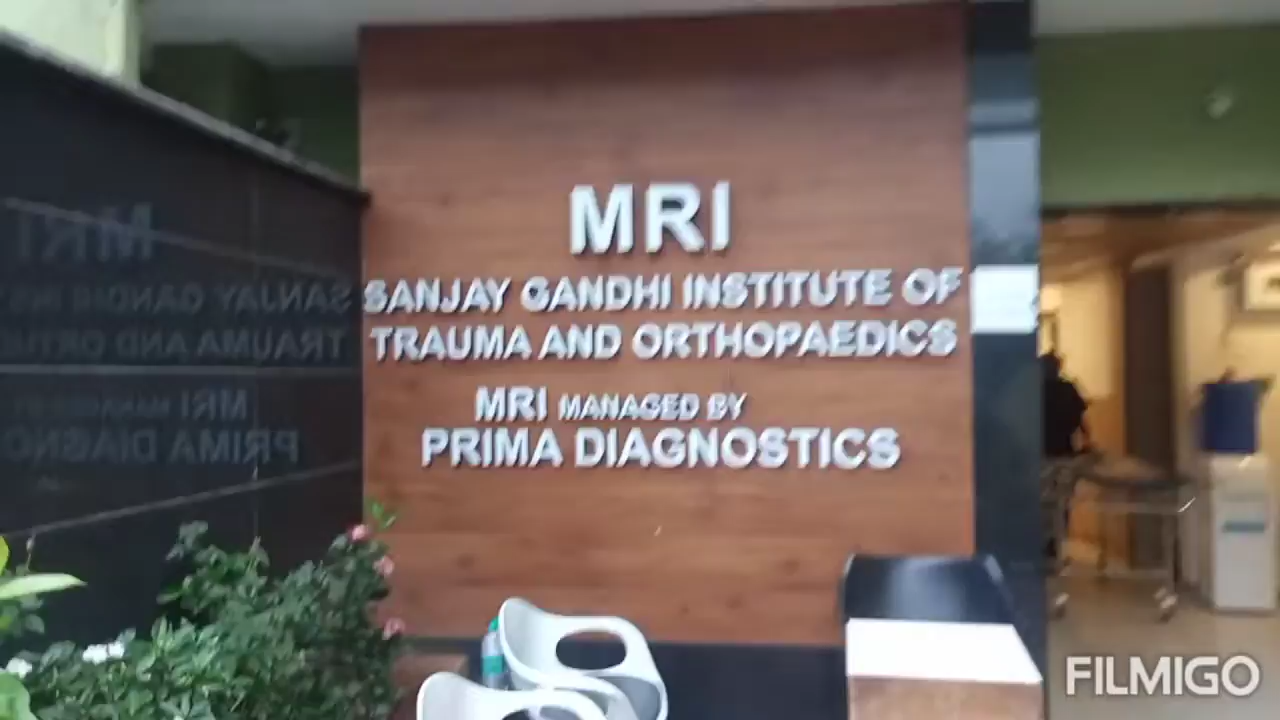 MRI
SANJAY GANDHI INSTITUTE OF
TRAUMA AND ORTHOPAEDICS
MRI MANAGED BY
PRIMA DIAGNOSTICS
FILMIGO